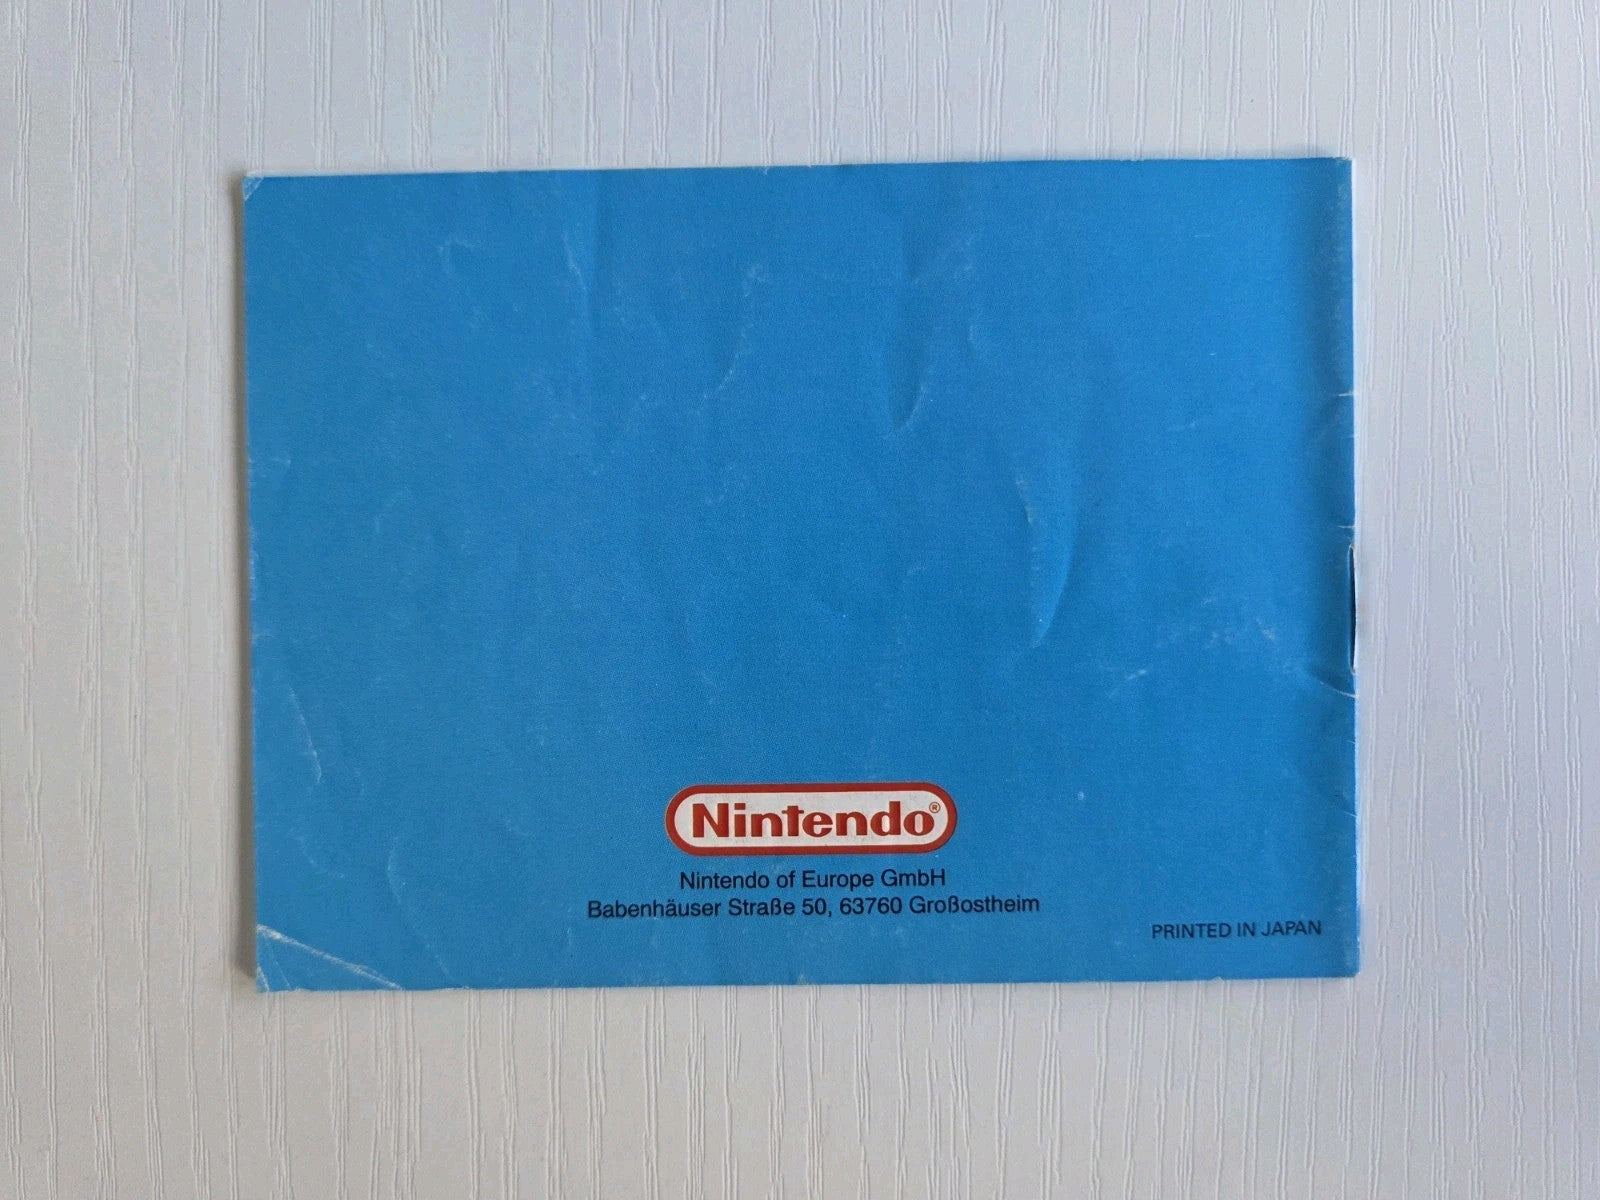 Nintendo®
Nintendo of Europe GmbH
Babenhäuser Straße 50, 63760 Großostheim
PRINTED IN JAPAN